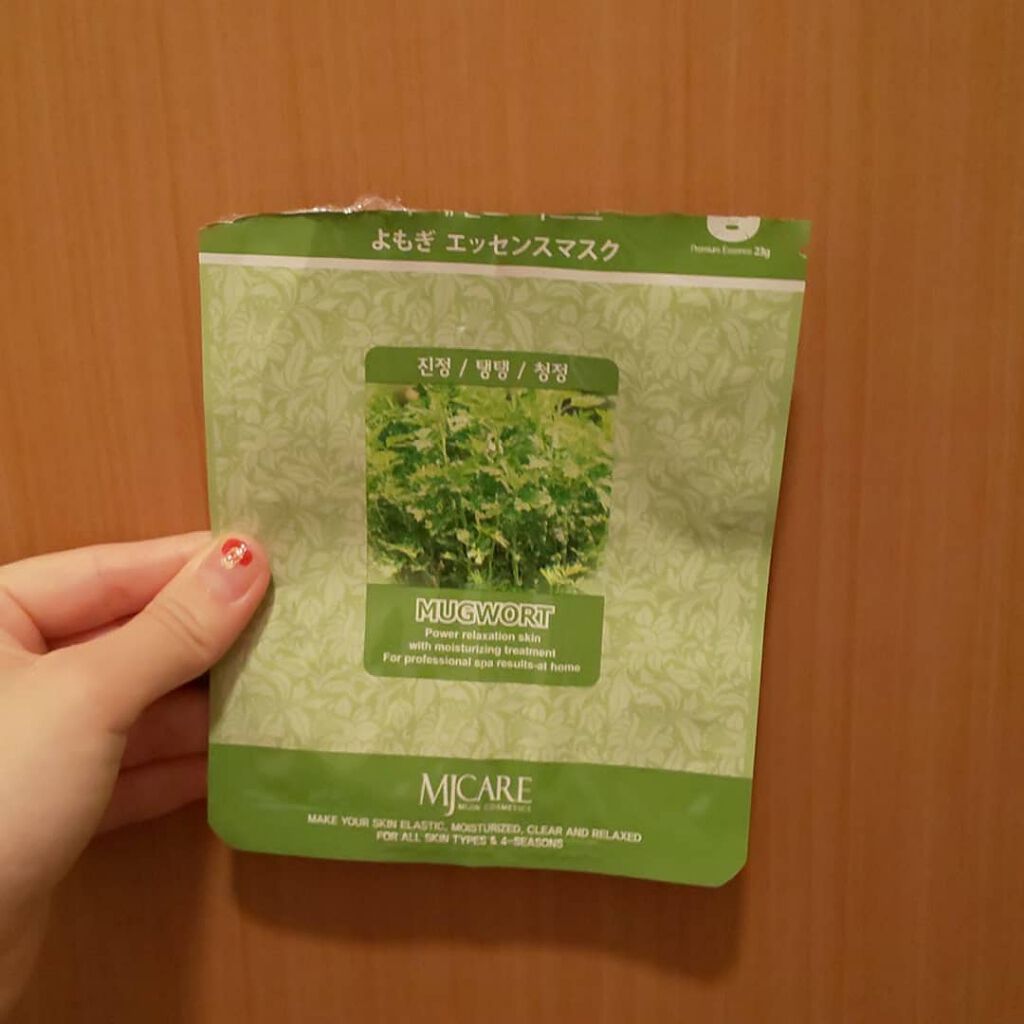 よもぎ エッセンスマスク
Premium Essence 23g
진정 / 탱탱 / 청정
MUGWORT
Power relaxation skin
with moisturizing treatment
For professional spa results-at home
MJCARE
MIJIN COSMETICS
MAKE YOUR SKIN ELASTIC, MOISTURIZED, CLEAR AND RELAXED
FOR ALL SKIN TYPES & 4-SEASONS